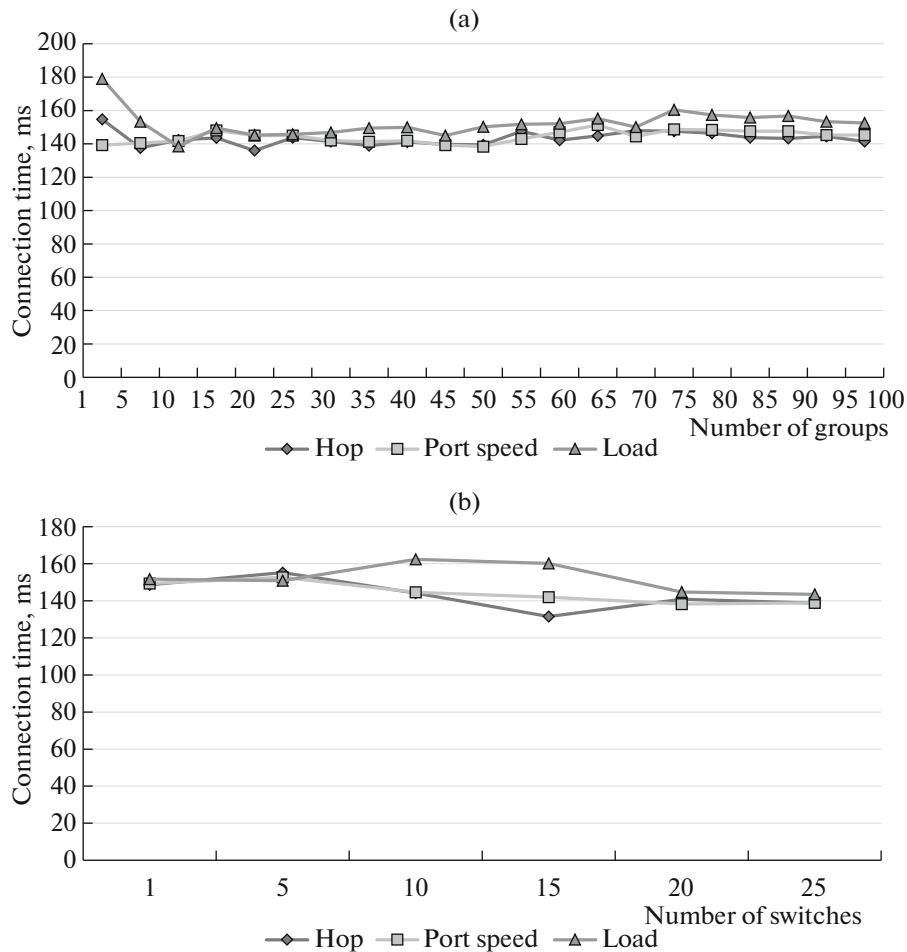 (a)
Connection time, ms
200
180
160
140
120
100
80
60
40
20
0
1 5 10 15 20 25 30 35 40 45 50 55 60 65 70 75 80 85 90 95 100
Number of groups
Hop Port speed Load
(b)
Connection time, ms
180
160
140
120
100
80
60
40
20
0
1 5 10 15 20 25
Number of switches
Hop Port speed Load